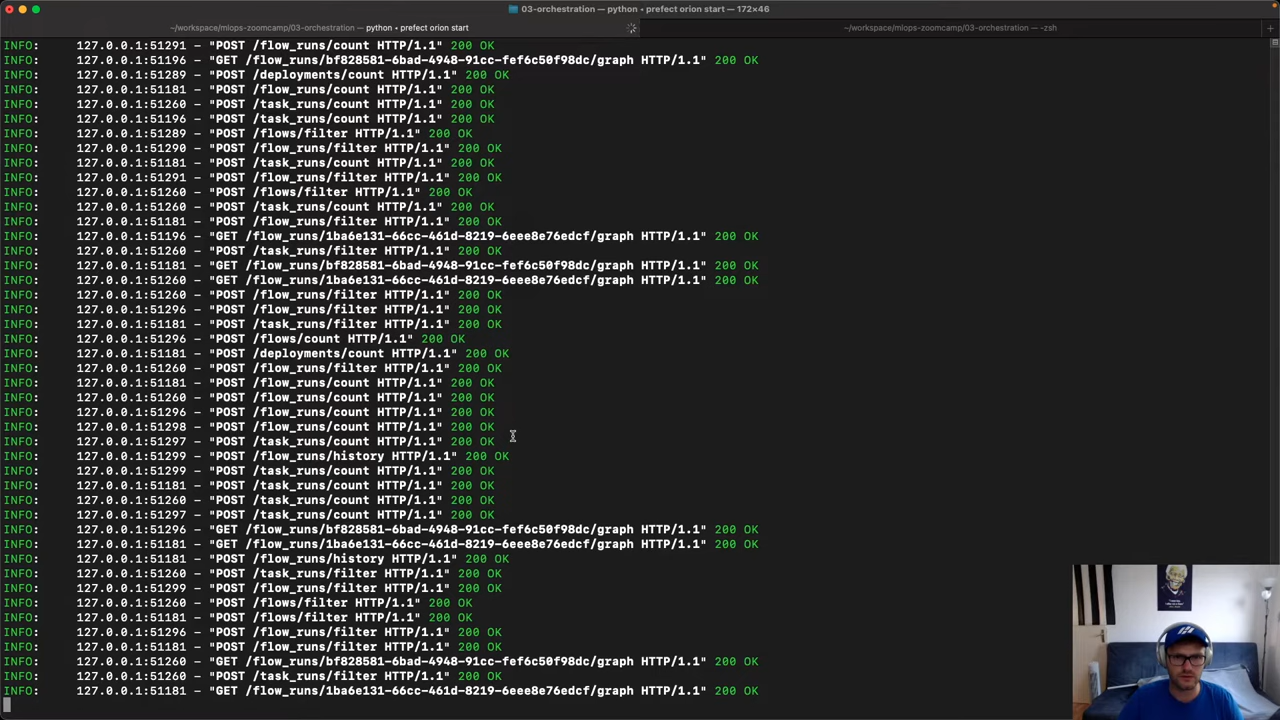 03-orchestration — python • prefect orion start — 172×46
~/workspace/mlops-zoomcamp/03-orchestration — python • prefect orion start
~/workspace/mlops-zoomcamp/03-orchestration — -zsh
INFO: 127.0.0.1:51291 - "POST /flow_runs/count HTTP/1.1" 200 OK
INFO: 127.0.0.1:51196 - "GET /flow_runs/bf828581-6bad-4948-91cc-fef6c50f98dc/graph HTTP/1.1" 200 OK
INFO: 127.0.0.1:51289 - "POST /deployments/count HTTP/1.1" 200 OK
INFO: 127.0.0.1:51181 - "POST /flow_runs/count HTTP/1.1" 200 OK
INFO: 127.0.0.1:51260 - "POST /task_runs/count HTTP/1.1" 200 OK
INFO: 127.0.0.1:51196 - "POST /task_runs/count HTTP/1.1" 200 OK
INFO: 127.0.0.1:51289 - "POST /flows/filter HTTP/1.1" 200 OK
INFO: 127.0.0.1:51290 - "POST /flow_runs/filter HTTP/1.1" 200 OK
INFO: 127.0.0.1:51181 - "POST /task_runs/count HTTP/1.1" 200 OK
INFO: 127.0.0.1:51291 - "POST /flow_runs/filter HTTP/1.1" 200 OK
INFO: 127.0.0.1:51260 - "POST /flows/filter HTTP/1.1" 200 OK
INFO: 127.0.0.1:51260 - "POST /task_runs/count HTTP/1.1" 200 OK
INFO: 127.0.0.1:51181 - "POST /flow_runs/filter HTTP/1.1" 200 OK
INFO: 127.0.0.1:51196 - "GET /flow_runs/1ba6e131-66cc-461d-8219-6eee8e76edcf/graph HTTP/1.1" 200 OK
INFO: 127.0.0.1:51260 - "POST /task_runs/filter HTTP/1.1" 200 OK
INFO: 127.0.0.1:51181 - "GET /flow_runs/bf828581-6bad-4948-91cc-fef6c50f98dc/graph HTTP/1.1" 200 OK
INFO: 127.0.0.1:51260 - "GET /flow_runs/1ba6e131-66cc-461d-8219-6eee8e76edcf/graph HTTP/1.1" 200 OK
INFO: 127.0.0.1:51260 - "POST /flow_runs/filter HTTP/1.1" 200 OK
INFO: 127.0.0.1:51296 - "POST /flow_runs/filter HTTP/1.1" 200 OK
INFO: 127.0.0.1:51181 - "POST /task_runs/filter HTTP/1.1" 200 OK
INFO: 127.0.0.1:51296 - "POST /flows/count HTTP/1.1" 200 OK
INFO: 127.0.0.1:51181 - "POST /deployments/count HTTP/1.1" 200 OK
INFO: 127.0.0.1:51260 - "POST /flow_runs/filter HTTP/1.1" 200 OK
INFO: 127.0.0.1:51181 - "POST /flow_runs/count HTTP/1.1" 200 OK
INFO: 127.0.0.1:51260 - "POST /flow_runs/count HTTP/1.1" 200 OK
INFO: 127.0.0.1:51296 - "POST /flow_runs/count HTTP/1.1" 200 OK
INFO: 127.0.0.1:51298 - "POST /flow_runs/count HTTP/1.1" 200 OK
INFO: 127.0.0.1:51297 - "POST /task_runs/count HTTP/1.1" 200 OK
INFO: 127.0.0.1:51299 - "POST /flow_runs/history HTTP/1.1" 200 OK
INFO: 127.0.0.1:51299 - "POST /task_runs/count HTTP/1.1" 200 OK
INFO: 127.0.0.1:51181 - "POST /task_runs/count HTTP/1.1" 200 OK
INFO: 127.0.0.1:51260 - "POST /task_runs/count HTTP/1.1" 200 OK
INFO: 127.0.0.1:51297 - "POST /task_runs/count HTTP/1.1" 200 OK
INFO: 127.0.0.1:51296 - "GET /flow_runs/bf828581-6bad-4948-91cc-fef6c50f98dc/graph HTTP/1.1" 200 OK
INFO: 127.0.0.1:51181 - "GET /flow_runs/1ba6e131-66cc-461d-8219-6eee8e76edcf/graph HTTP/1.1" 200 OK
INFO: 127.0.0.1:51181 - "POST /flow_runs/history HTTP/1.1" 200 OK
INFO: 127.0.0.1:51260 - "POST /task_runs/filter HTTP/1.1" 200 OK
INFO: 127.0.0.1:51299 - "POST /flow_runs/filter HTTP/1.1" 200 OK
INFO: 127.0.0.1:51260 - "POST /flows/filter HTTP/1.1" 200 OK
INFO: 127.0.0.1:51181 - "POST /flows/filter HTTP/1.1" 200 OK
INFO: 127.0.0.1:51296 - "POST /flow_runs/filter HTTP/1.1" 200 OK
INFO: 127.0.0.1:51181 - "POST /flow_runs/filter HTTP/1.1" 200 OK
INFO: 127.0.0.1:51260 - "GET /flow_runs/bf828581-6bad-4948-91cc-fef6c50f98dc/graph HTTP/1.1" 200 OK
INFO: 127.0.0.1:51260 - "POST /task_runs/filter HTTP/1.1" 200 OK
INFO: 127.0.0.1:51181 - "GET /flow_runs/1ba6e131-66cc-461d-8219-6eee8e76edcf/graph HTTP/1.1" 200 OK